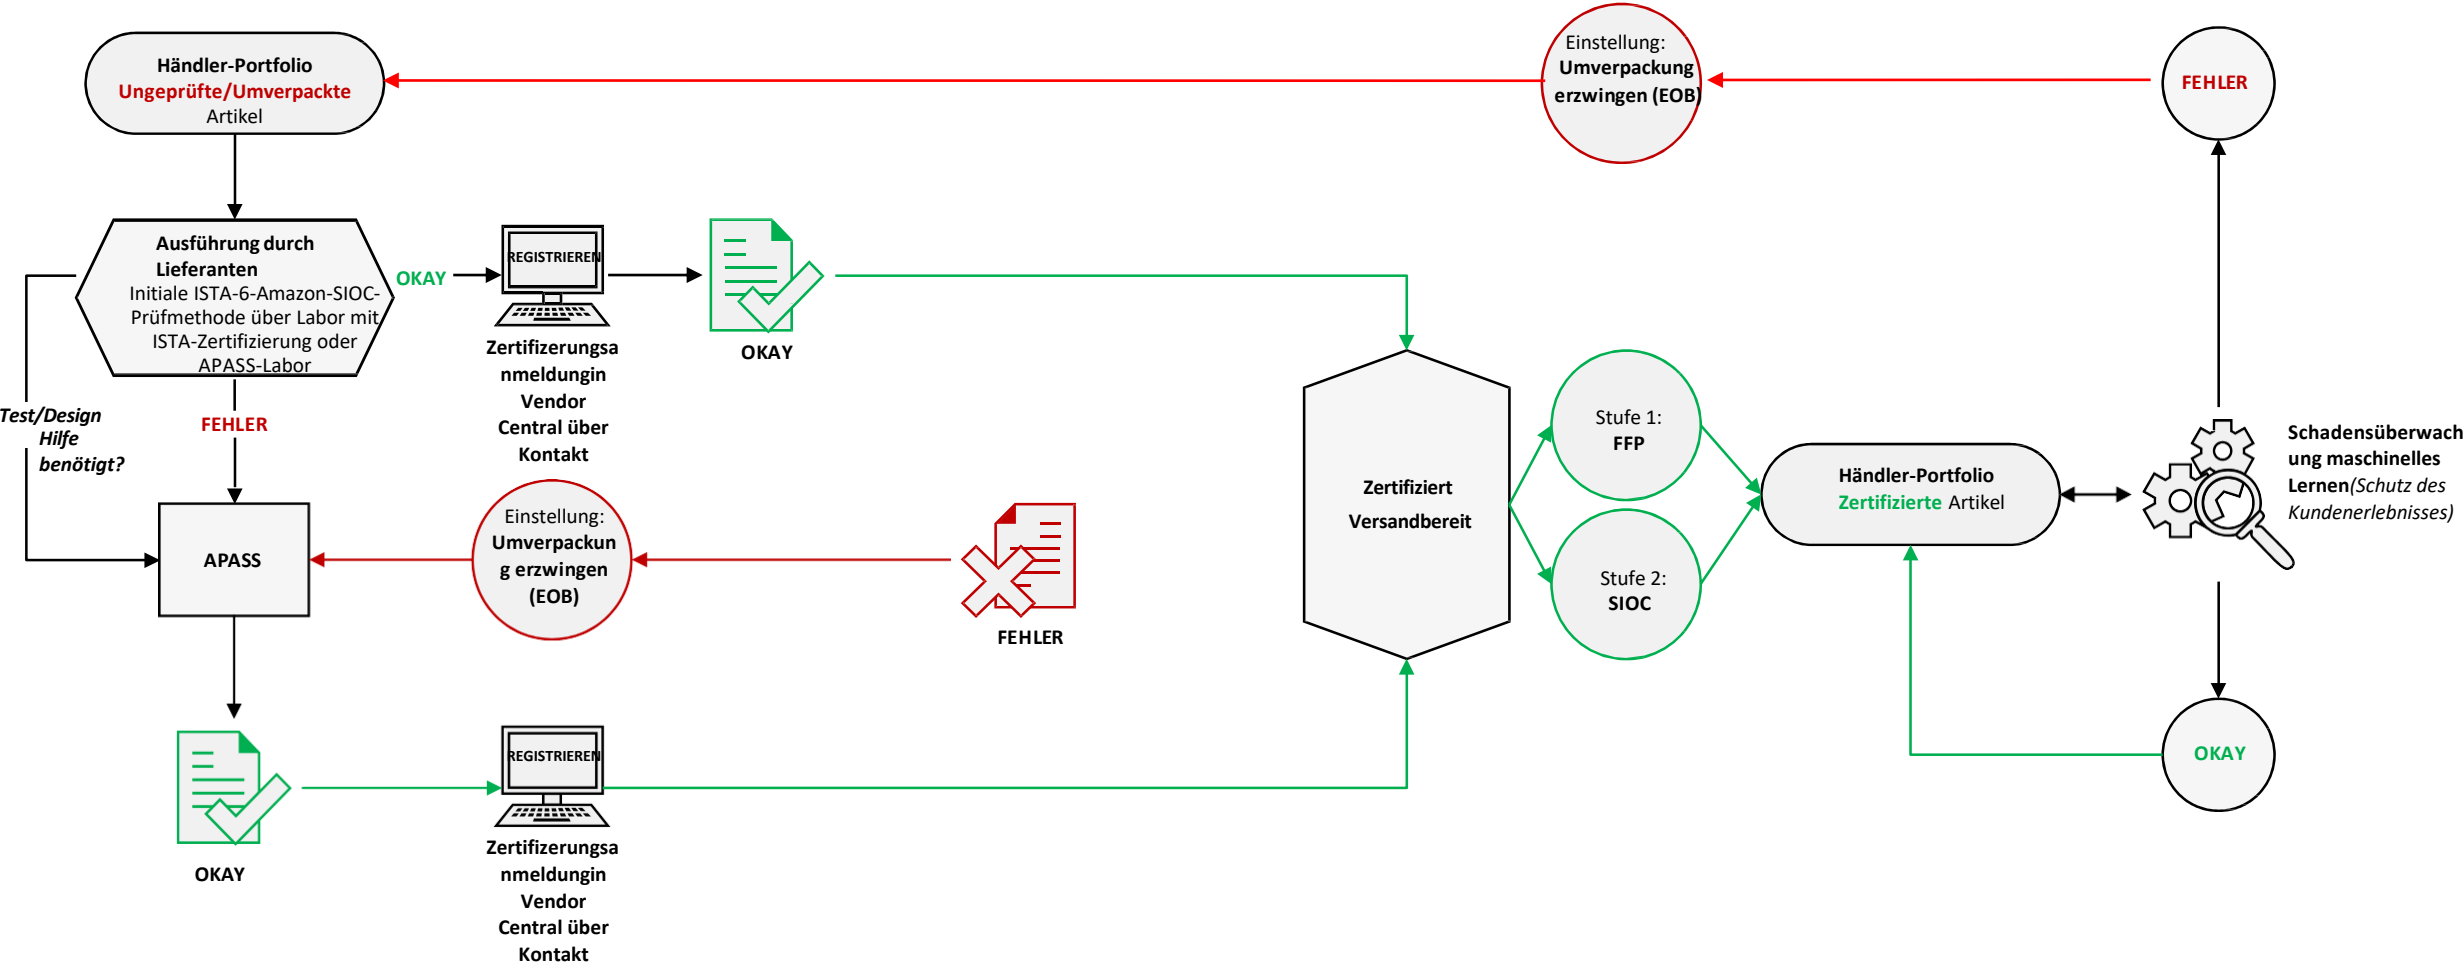 Händler-Portfolio
Ungeprüfte/Umverpackte
Artikel
Einstellung:
Umverpackung
erzwingen (EOB)
FEHLER
Ausführung durch
Lieferanten
Initiale ISTA-6-Amazon-SIOC-
Prüfmethode über Labor mit
ISTA-Zertifizierung oder
APASS-Labor
OKAY
REGISTRIEREN
Zertifizerungsa
nmeldungin
Vendor
Central über
Kontakt
OKAY
Test/Design
Hilfe
benötigt?
FEHLER
APASS
Einstellung:
Umverpackun
g erzwingen
(EOB)
FEHLER
Zertifiziert
Versandbereit
Stufe 1:
FFP
Stufe 2:
SIOC
Händler-Portfolio
Zertifizierte Artikel
Schadensüberwach
ung maschinelles
Lernen(Schutz des
Kundenerlebnisses)
OKAY
OKAY
REGISTRIEREN
Zertifizerungsa
nmeldungin
Vendor
Central über
Kontakt